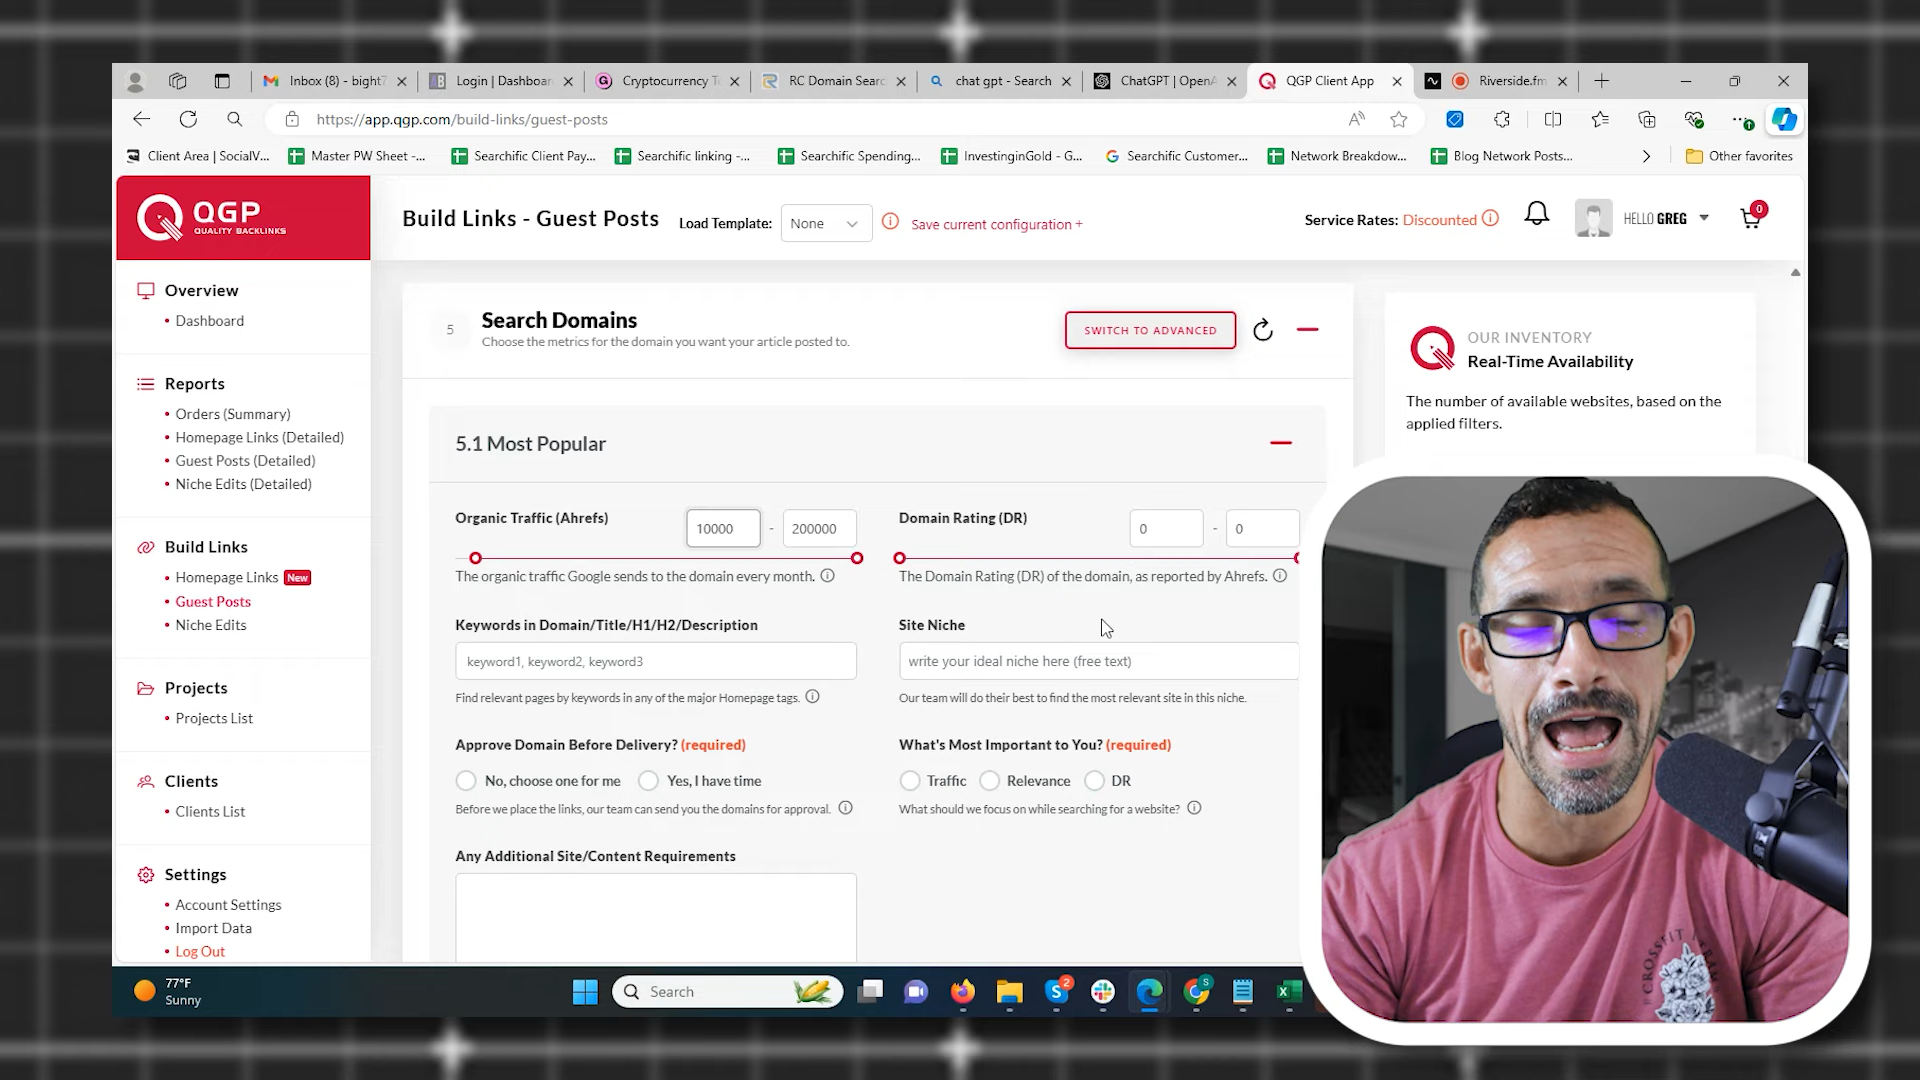 Inbox (8) - bight7
Login | Dashboar
Cryptocurrency T
RC Domain Searc
chat gpt - Search
ChatGPT | OpenA
QGP Client App
Riverside.fm
https://app.qgp.com/build-links/guest-posts
Client Area | SocialV...
Master PW Sheet -...
Searchific Client Pay...
Searchific linking -...
Searchific Spending...
InvestinginGold - G...
Searchific Customer...
Network Breakdow...
Blog Network Posts...
Other favorites
QGP
QUALITY BACKLINKS
Build Links - Guest Posts
Load Template:
None
Save current configuration +
Service Rates: Discounted
HELLO GREG
0
Overview
Dashboard
Reports
Orders (Summary)
Homepage Links (Detailed)
Guest Posts (Detailed)
Niche Edits (Detailed)
Build Links
Homepage Links New
Guest Posts
Niche Edits
Projects
Projects List
Clients
Clients List
Settings
Account Settings
Import Data
Log Out
5
Search Domains
Choose the metrics for the domain you want your article posted to.
SWITCH TO ADVANCED
5.1 Most Popular
Organic Traffic (Ahrefs)
10000 - 200000
The organic traffic Google sends to the domain every month.
Domain Rating (DR)
0 - 0
The Domain Rating (DR) of the domain, as reported by Ahrefs.
Keywords in Domain/Title/H1/H2/Description
keyword1, keyword2, keyword3
Find relevant pages by keywords in any of the major Homepage tags.
Site Niche
write your ideal niche here (free text)
Our team will do their best to find the most relevant site in this niche.
Approve Domain Before Delivery? (required)
No, choose one for me
Yes, I have time
Before we place the links, our team can send you the domains for approval.
What's Most Important to You? (required)
Traffic
Relevance
DR
What should we focus on while searching for a website?
Any Additional Site/Content Requirements
OUR INVENTORY
Real-Time Availability
The number of available websites, based on the
applied filters.
77°F
Sunny
Search
2
S